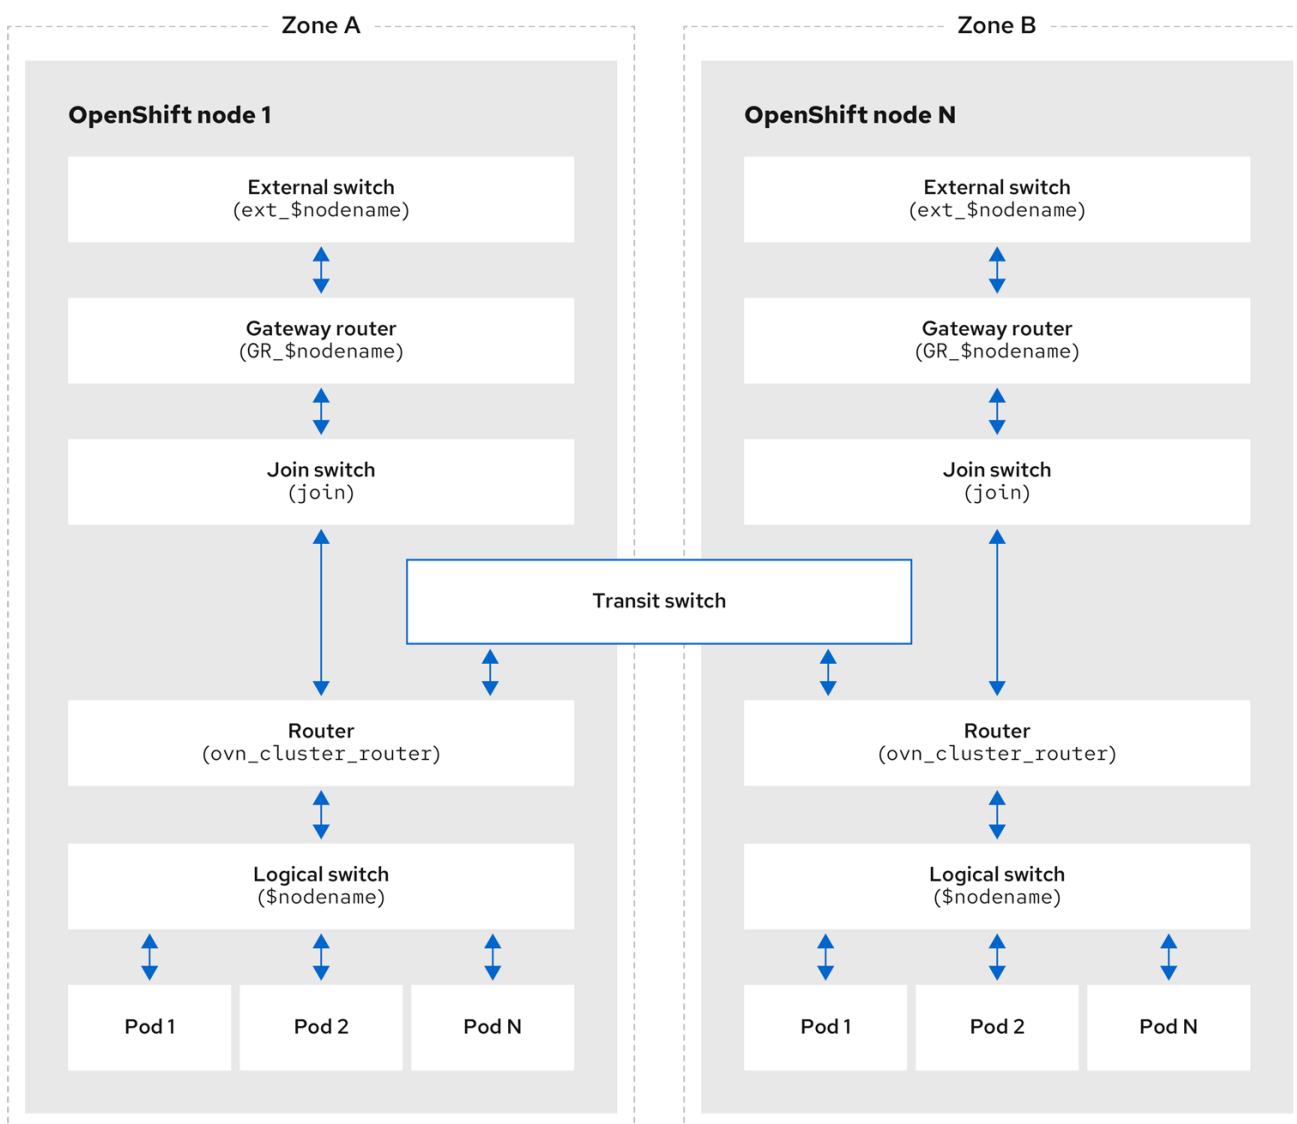 Zone A
OpenShift node 1
External switch
(ext_$nodename)
Gateway router
(GR_$nodename)
Join switch
(join)
Transit switch
Router
(ovn_cluster_router)
Logical switch
($nodename)
Pod 1
Pod 2
Pod N
Zone B
OpenShift node N
External switch
(ext_$nodename)
Gateway router
(GR_$nodename)
Join switch
(join)
Router
(ovn_cluster_router)
Logical switch
($nodename)
Pod 1
Pod 2
Pod N